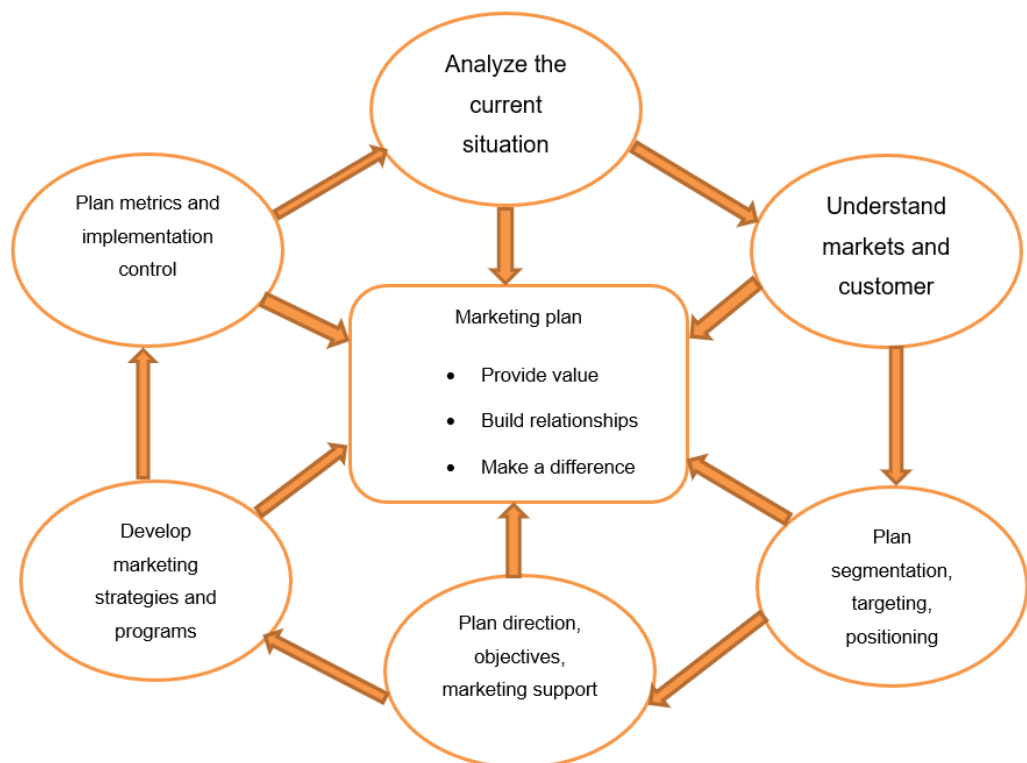 Analyze the
current
situation
Understand
markets and
customer
Plan
segmentation,
targeting,
positioning
Plan direction,
objectives,
marketing support
Develop
marketing
strategies and
programs
Plan metrics and
implementation
control
Marketing plan
• Provide value
• Build relationships
• Make a difference